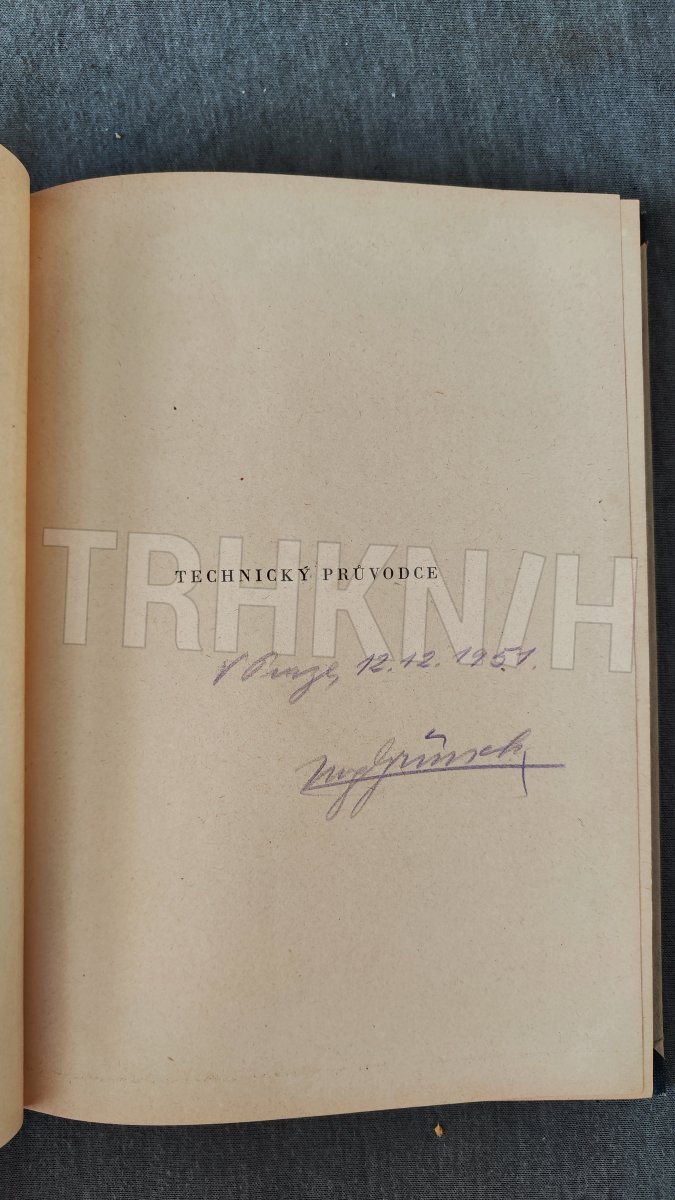 TECHNICKÝ PRŮVODCE
TRHKNIH
V Praze, 12.12.1951.